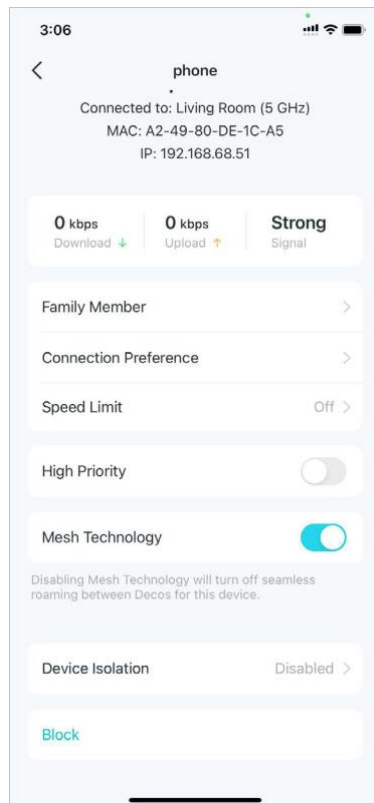 3:06
phone
Connected to: Living Room (5 GHz)
MAC: A2-49-80-DE-1C-A5
IP: 192.168.68.51
0 kbps
Download ↓
0 kbps
Upload ↑
Strong
Signal
Family Member
Connection Preference
Speed Limit Off
High Priority
Mesh Technology
Disabling Mesh Technology will turn off seamless
roaming between Decos for this device.
Device Isolation Disabled
Block